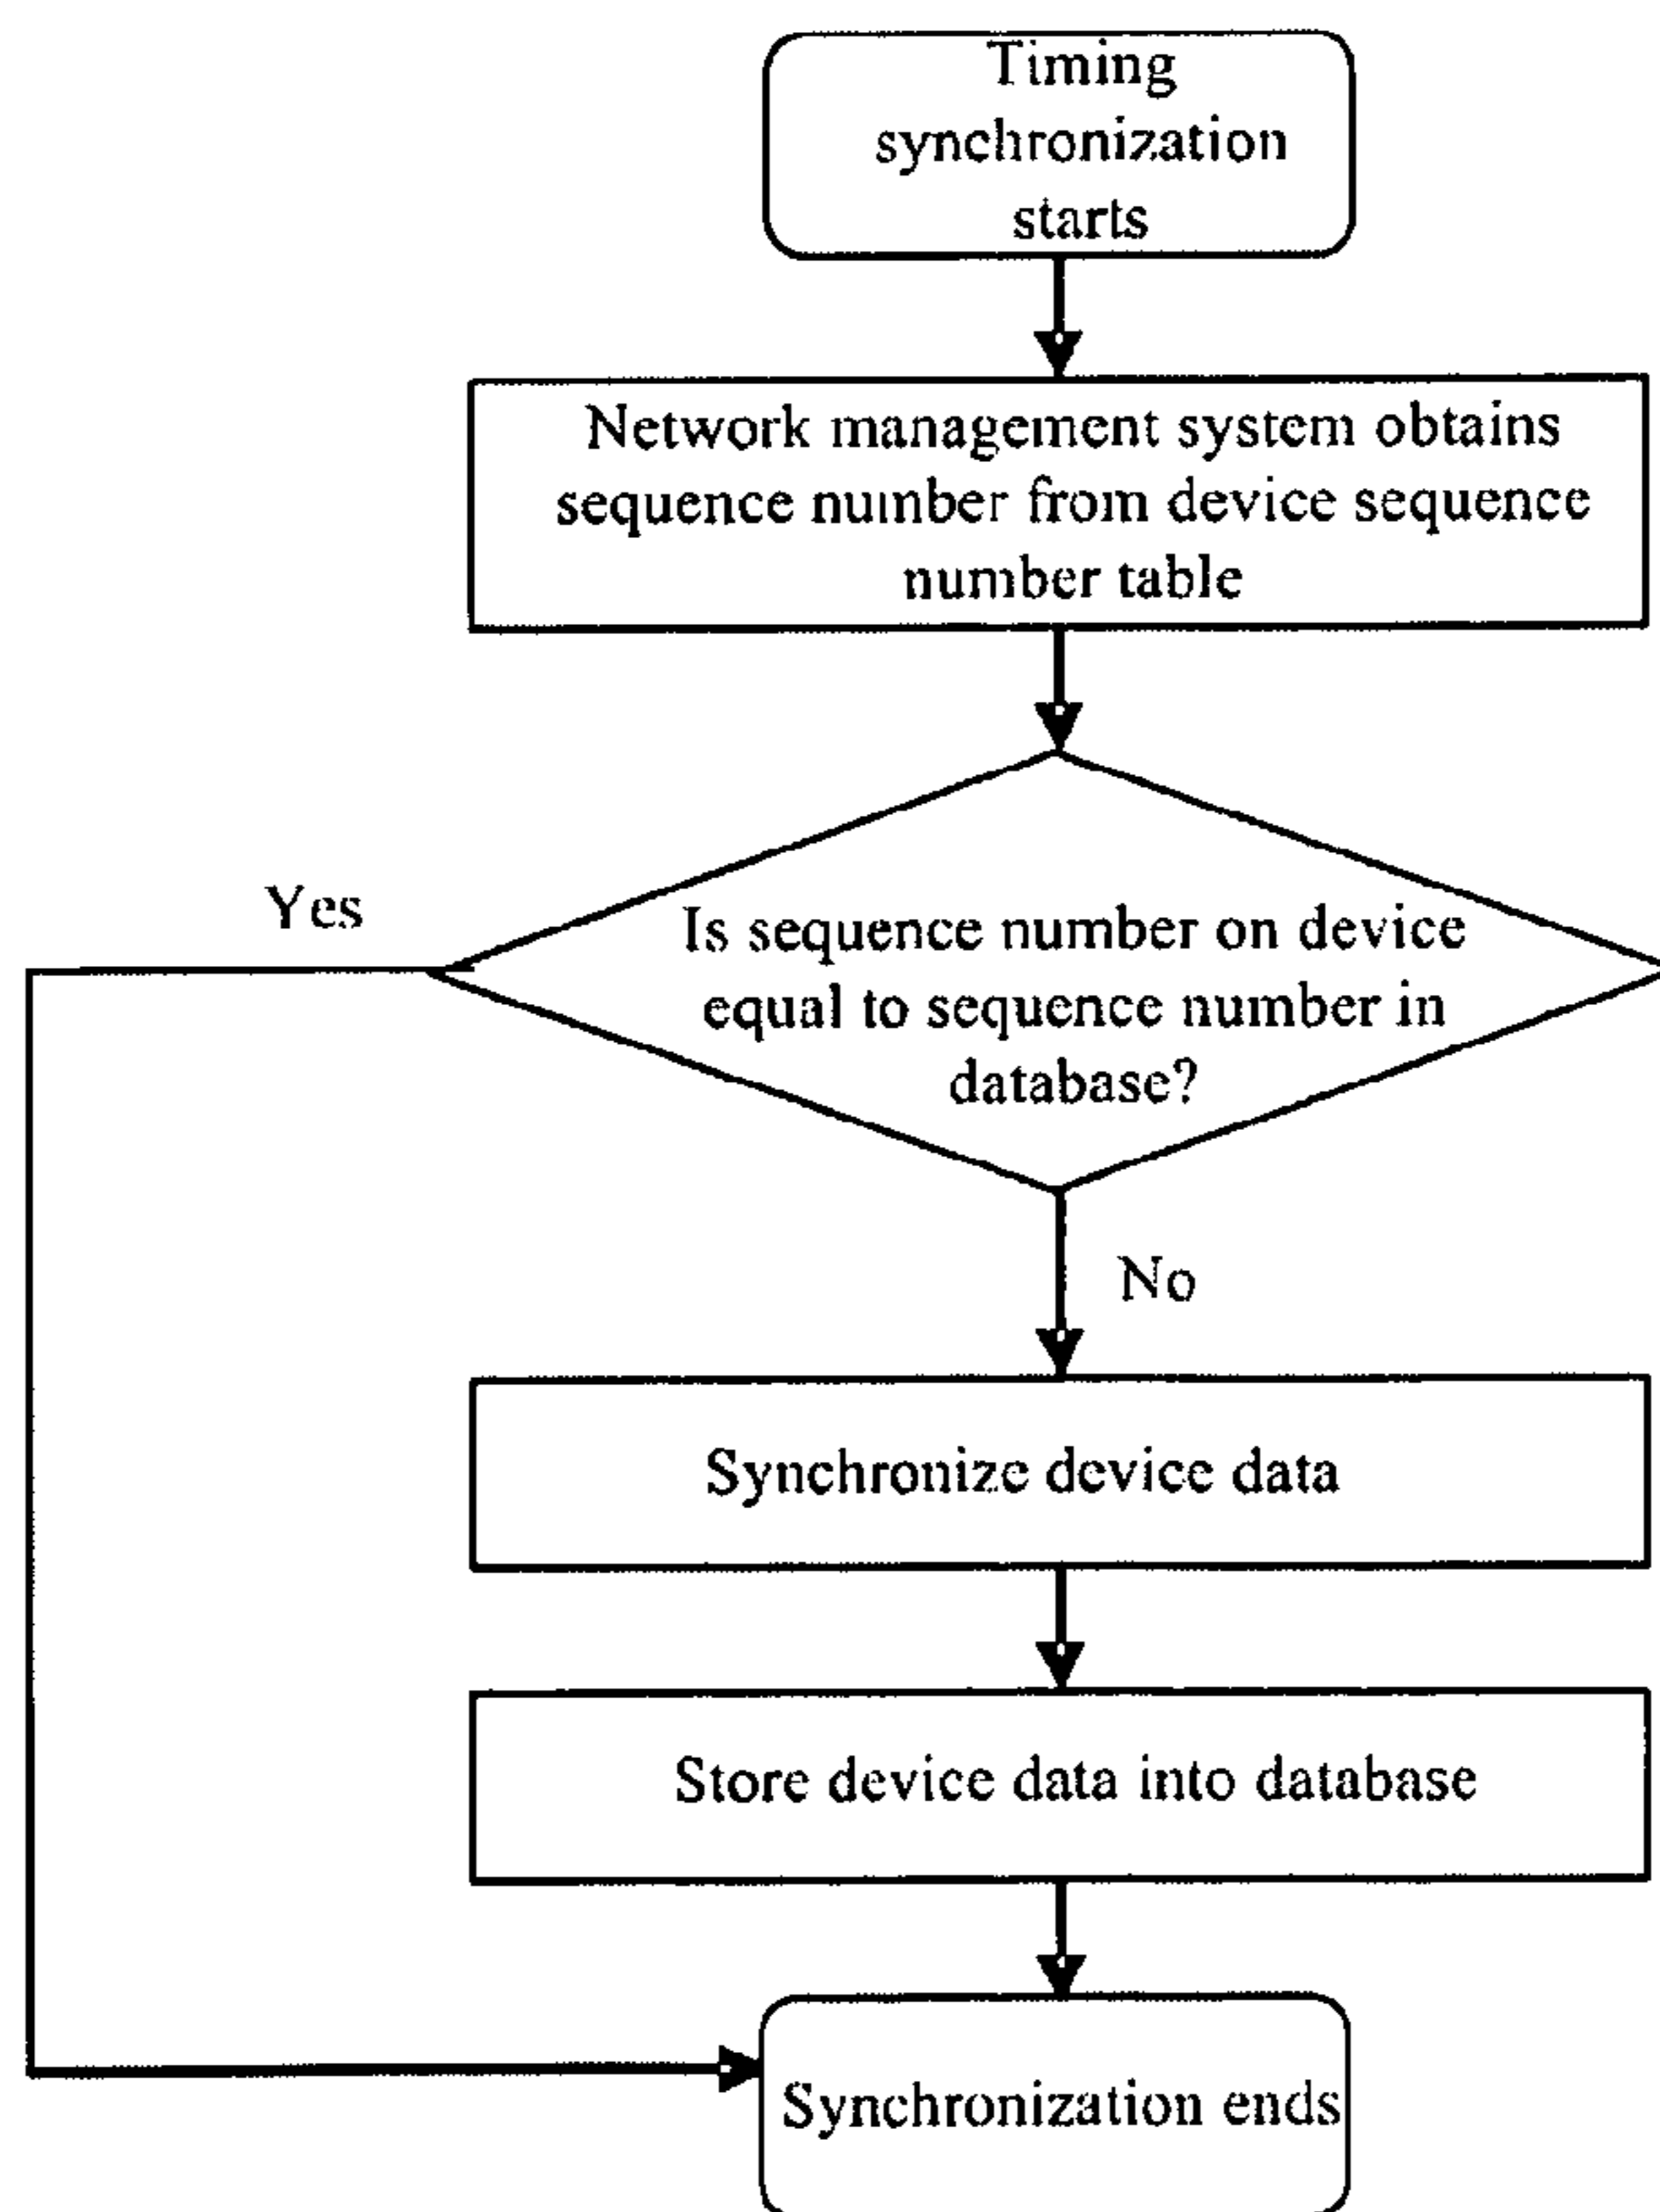 Timing
synchronization
starts
Network management system obtains
sequence number from device sequence
number table
Yes
Is sequence number on device
equal to sequence number in
database?
No
Synchronize device data
Store device data into database
Synchronization ends